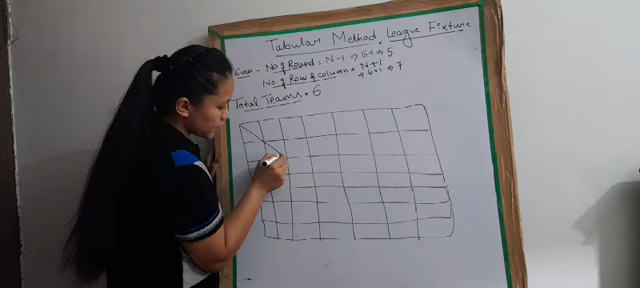 Tabular Method. League Fixture
Even - No of Round = N-1 ⇒ 6-1 ⇒ 5
No of Row & column = N+1
⇒ 6+1 ⇒ 7
Total Teams = 6